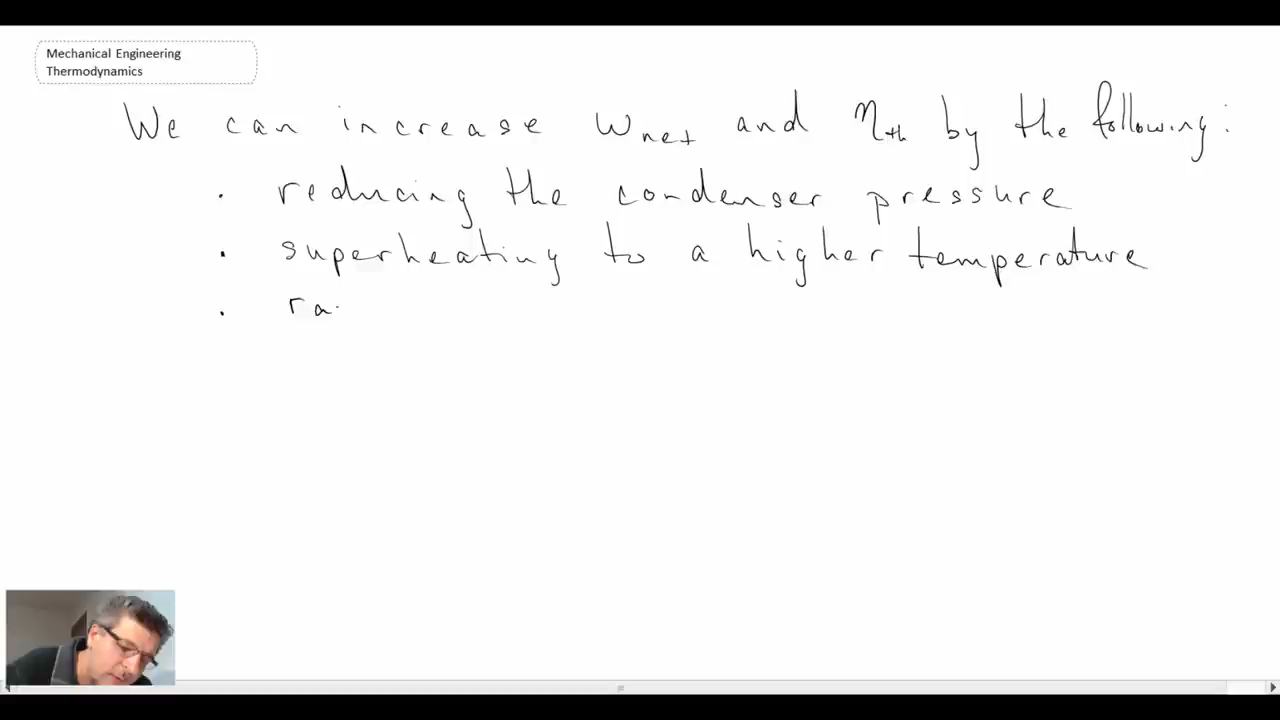 Mechanical Engineering
Thermodynamics
We can increase Wnet and ηth by the following:
· reducing the condenser pressure
· superheating to a higher temperature
· ra